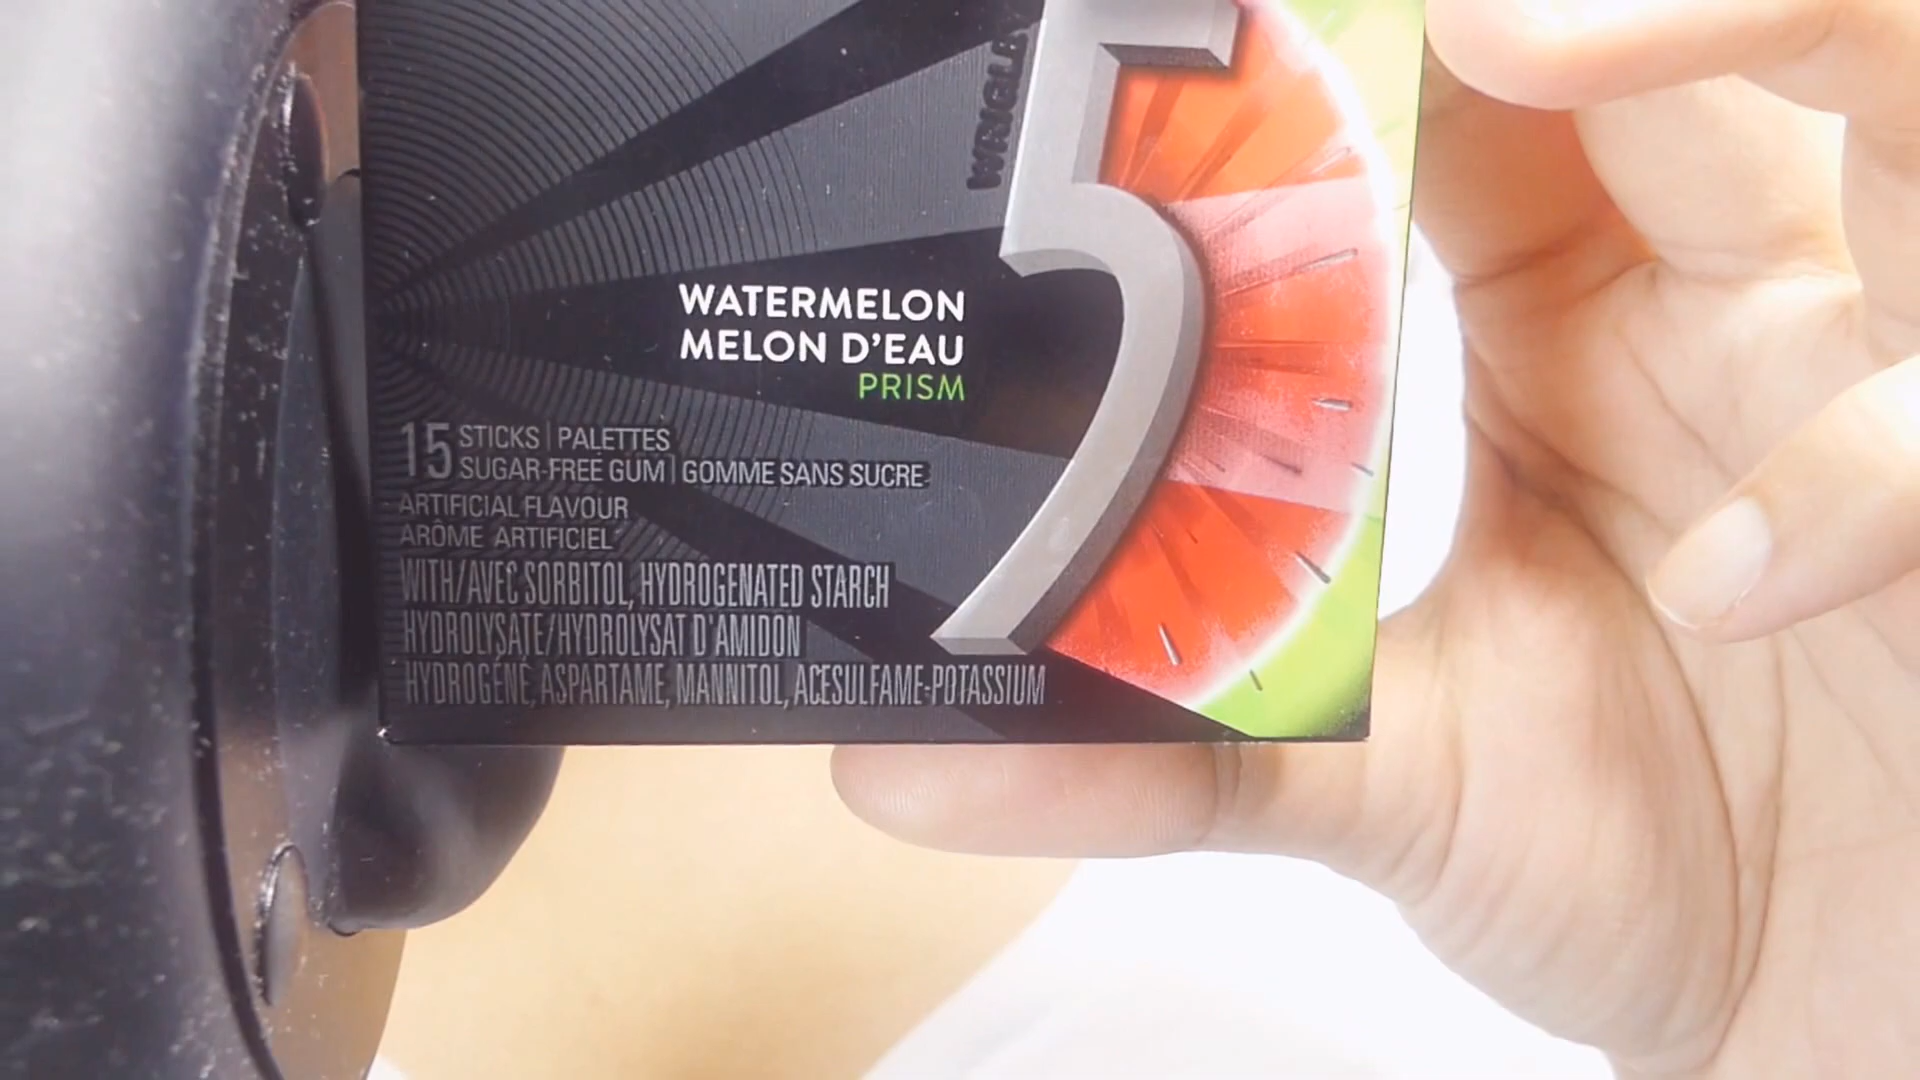 5
WATERMELON
MELON D'EAU
PRISM
15 STICKS | PALETTES
SUGAR-FREE GUM | GOMME SANS SUCRE
ARTIFICIAL FLAVOUR
ARÔME ARTIFICIEL
WITH/AVEC SORBITOL, HYDROGENATED STARCH
HYDROLYSATE/HYDROLYSAT D'AMIDON
HYDROGÉNÉ, ASPARTAME, MANNITOL, ACESULFAME-POTASSIUM